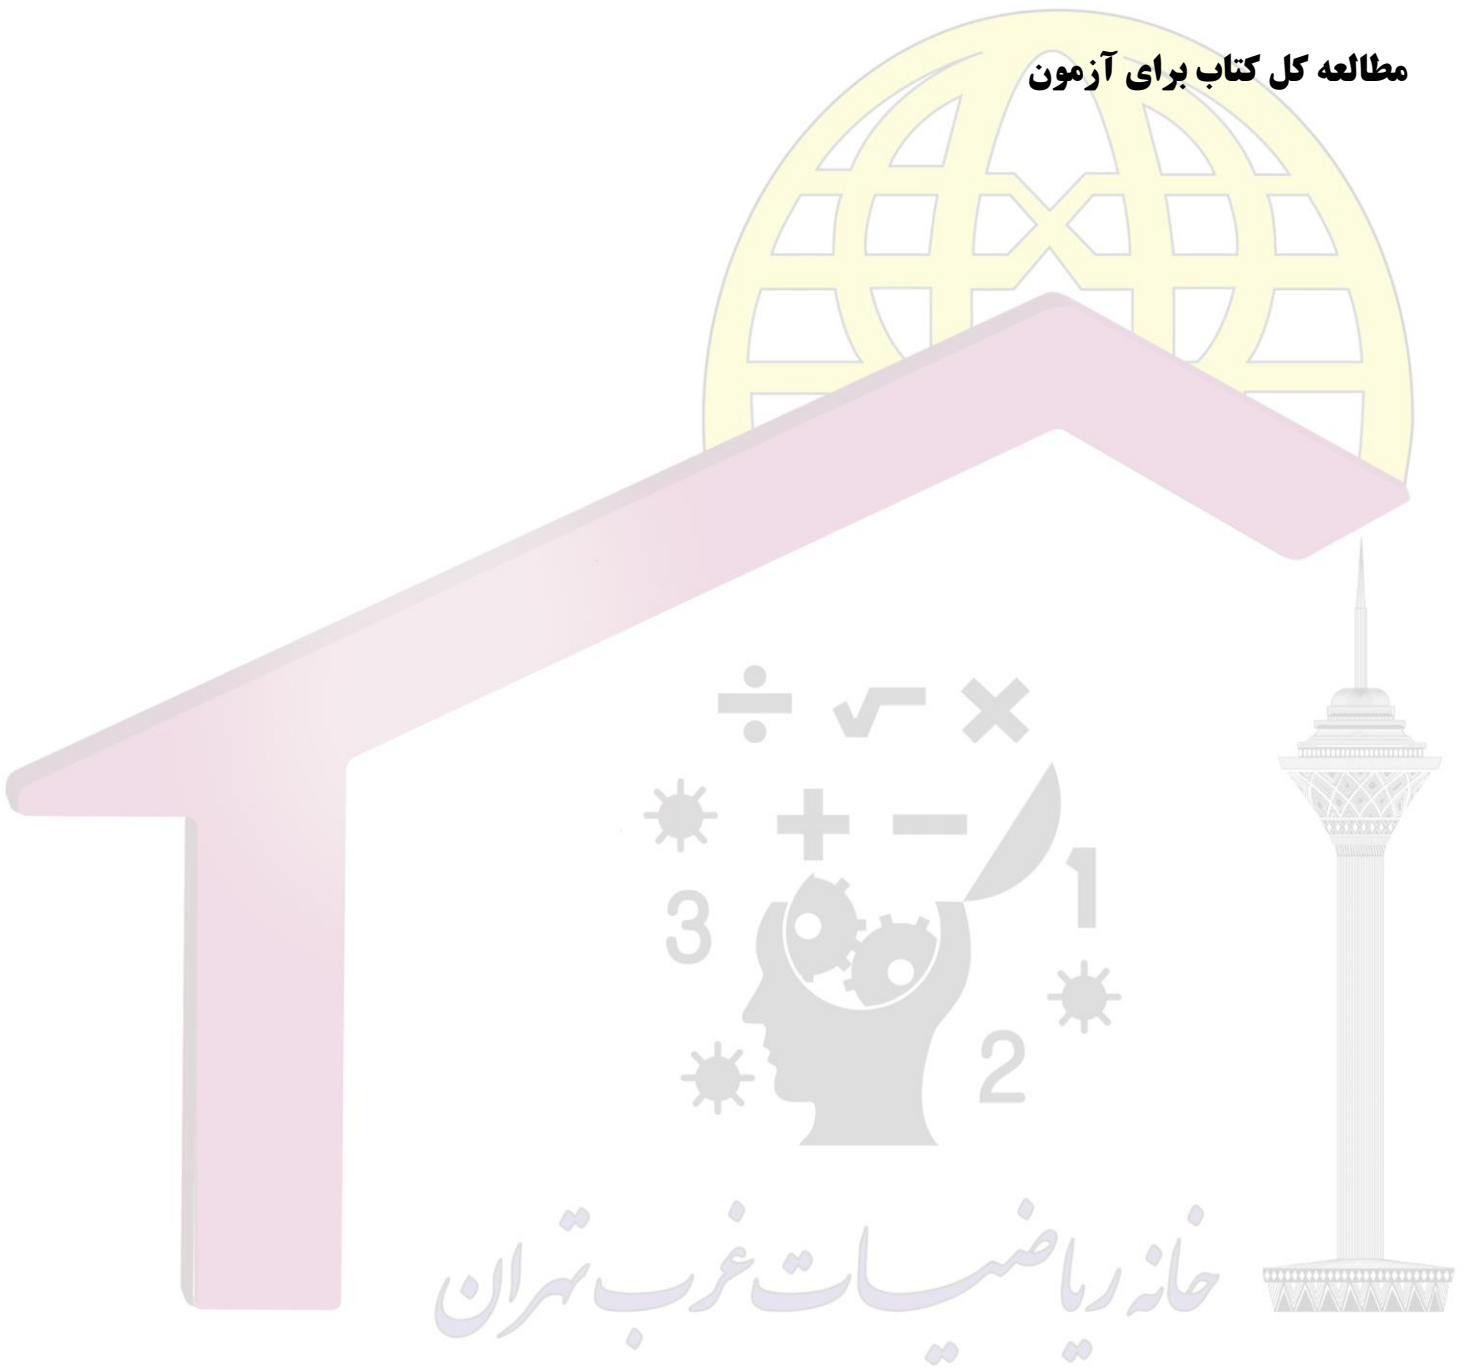 مطالعه کل کتاب برای آزمون
÷ √ ×
+ −
3 1
2
خانه ریاضیات غرب تهران